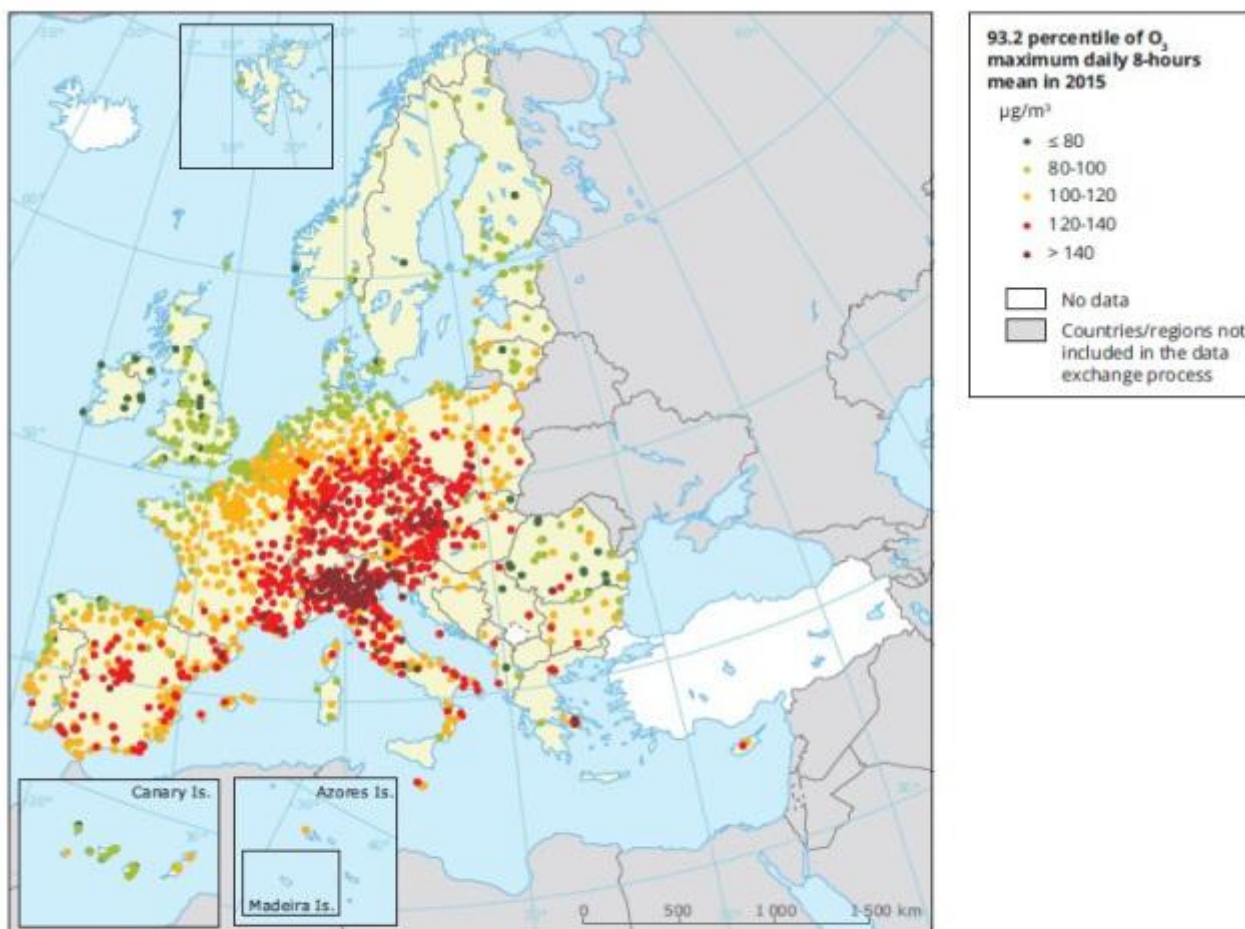 93.2 percentile of O₃
maximum daily 8-hours
mean in 2015
µg/m³
≤ 80
80-100
100-120
120-140
> 140
No data
Countries/regions not
included in the data
exchange process
Canary Is.
Azores Is.
Madeira Is.
0 500 1 000 1 500 km